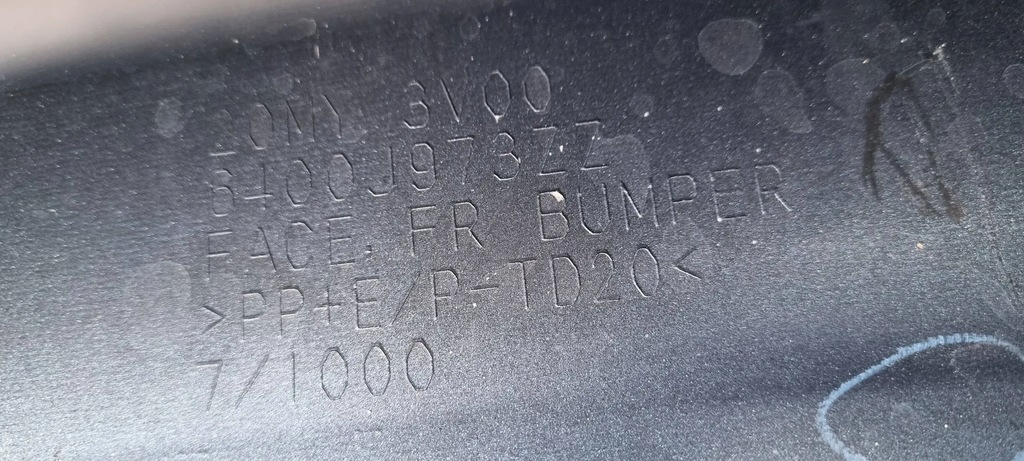 20MY 3V00
6400J973ZZ
FACE, FR BUMPER
>PP+E/P-TD20<
7/1000